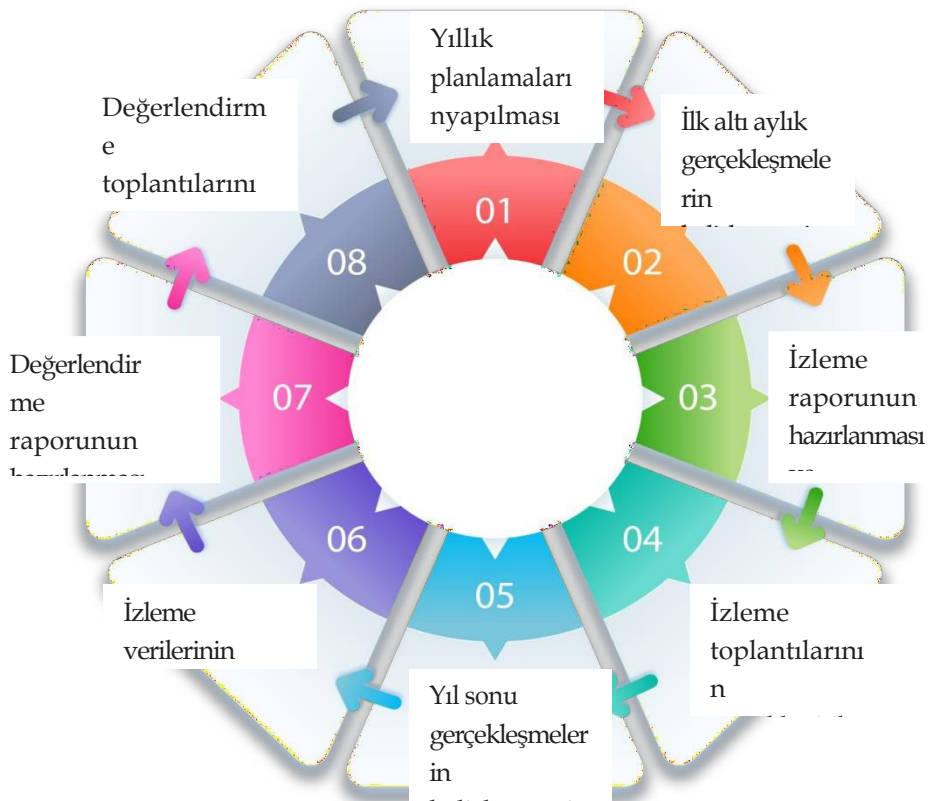 Yıllık
planlamaları
nyapılması
01
İlk altı aylık
gerçekleşmele
rin
02
İzleme
raporunun
hazırlanması
03
İzleme
toplantılarını
n
04
Yıl sonu
gerçekleşmeler
in
05
İzleme
verilerinin
06
Değerlendir
me
raporunun
07
Değerlendirm
e
toplantılarını
08